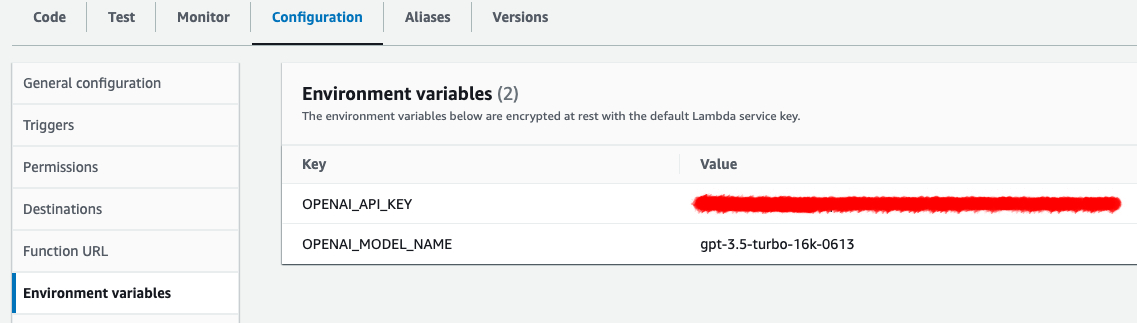 Code Test Monitor Configuration Aliases Versions
General configuration
Triggers
Permissions
Destinations
Function URL
Environment variables
Environment variables (2)
The environment variables below are encrypted at rest with the default Lambda service key.
Key Value
OPENAI_API_KEY
OPENAI_MODEL_NAME gpt-3.5-turbo-16k-0613